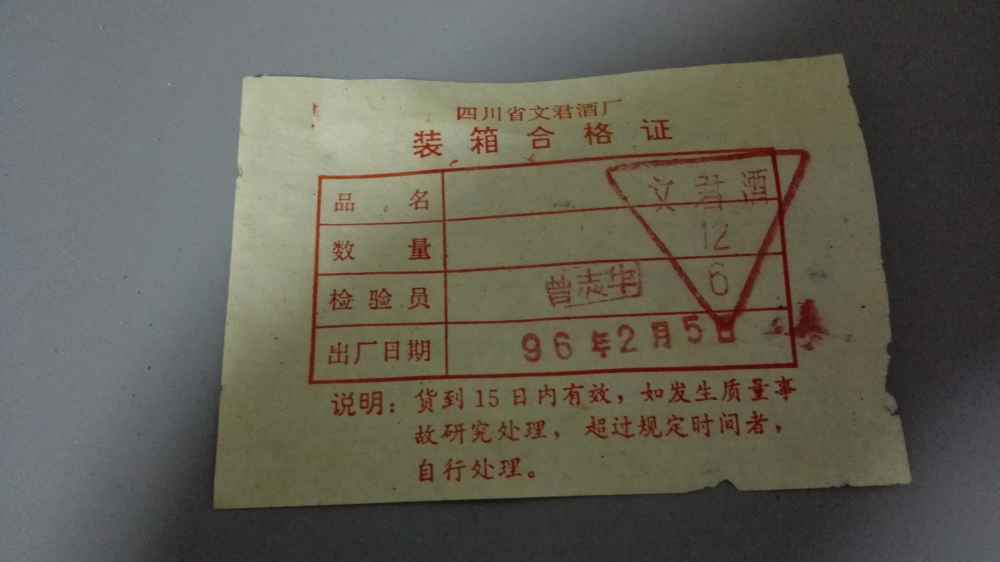 四川省文君酒厂
装箱合格证
品名 文君酒
数量 12
检验员 曾志华 6
出厂日期 96年2月5日
说明：货到15日内有效，如发生质量事
故研究处理，超过规定时间者，
自行处理。